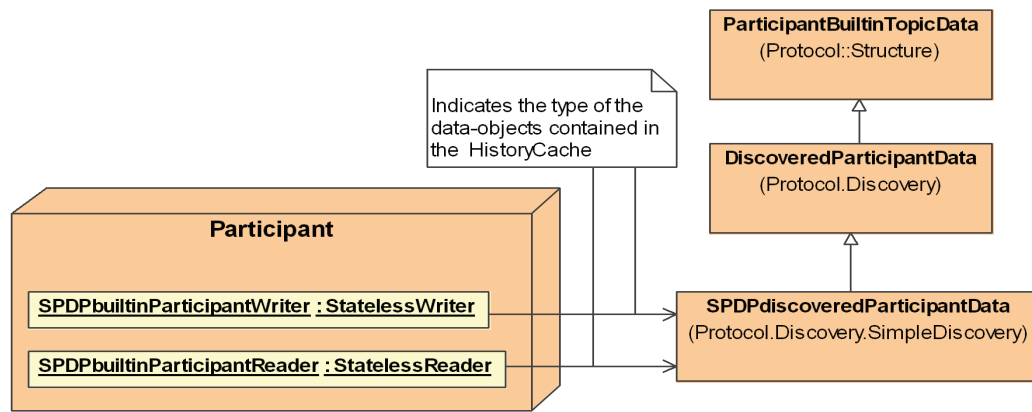 ParticipantBuiltinTopicData
(Protocol::Structure)
Indicates the type of the
data-objects contained in
the HistoryCache
DiscoveredParticipantData
(Protocol.Discovery)
Participant
SPDPbuiltinParticipantWriter : StatelessWriter
SPDPdiscoveredParticipantData
(Protocol.Discovery.SimpleDiscovery)
SPDPbuiltinParticipantReader : StatelessReader